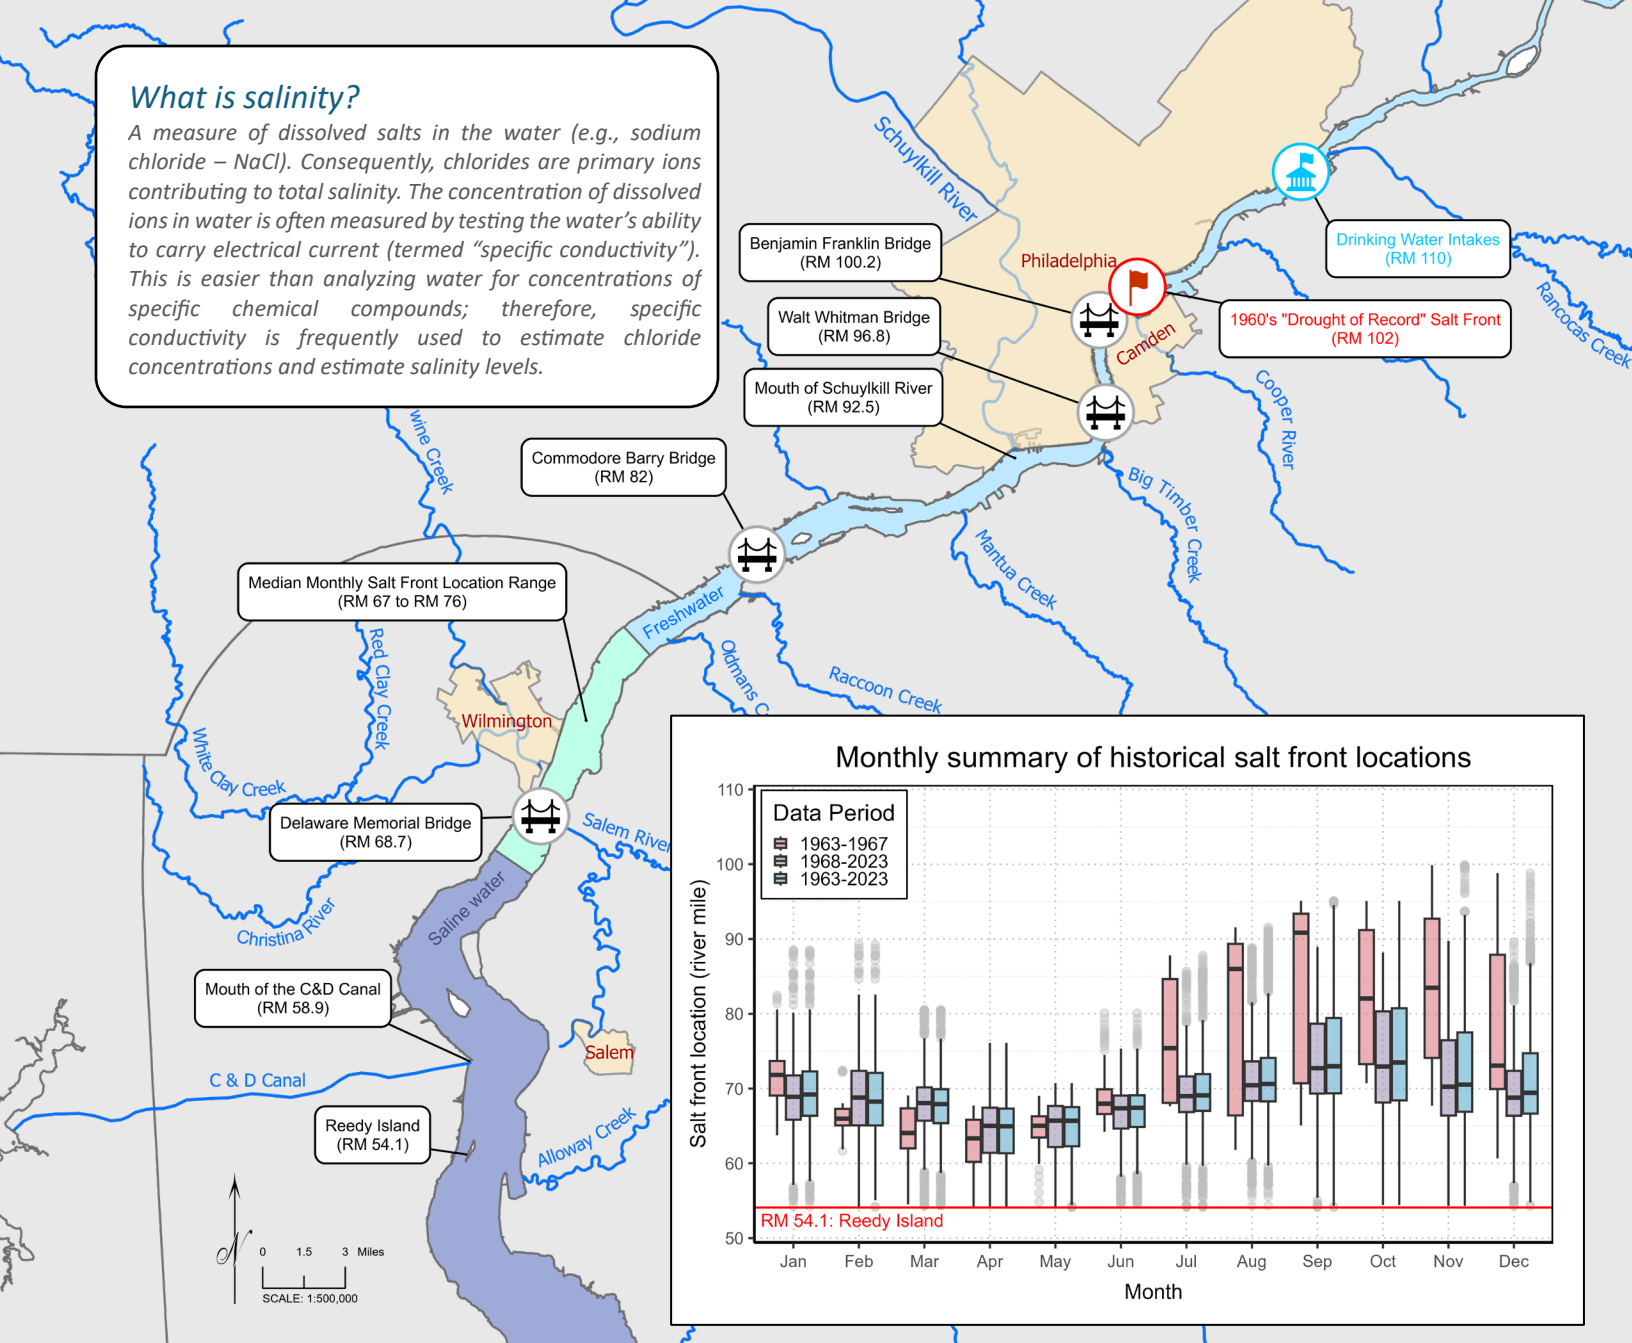 What is salinity?
A measure of dissolved salts in the water (e.g., sodium
chloride – NaCl). Consequently, chlorides are primary ions
contributing to total salinity. The concentration of dissolved
ions in water is often measured by testing the water's ability
to carry electrical current (termed “specific conductivity”).
This is easier than analyzing water for concentrations of
specific chemical compounds; therefore, specific
conductivity is frequently used to estimate chloride
concentrations and estimate salinity levels.
Schuylkill River
Benjamin Franklin Bridge
(RM 100.2)
Philadelphia
Drinking Water Intakes
(RM 110)
Rancocas Creek
Walt Whitman Bridge
(RM 96.8)
Camden
1960's "Drought of Record" Salt Front
(RM 102)
Mouth of Schuylkill River
(RM 92.5)
Cooper River
wine Creek
Commodore Barry Bridge
(RM 82)
Big Timber Creek
Mantua Creek
Median Monthly Salt Front Location Range
(RM 67 to RM 76)
Freshwater
Red Clay Creek
Oldmans C
Raccoon Creek
Wilmington
White Clay Creek
Delaware Memorial Bridge
(RM 68.7)
Salem River
Saline water
Christina River
Mouth of the C&D Canal
(RM 58.9)
Salem
C & D Canal
Reedy Island
(RM 54.1)
Alloway Creek
N
0 1.5 3 Miles
SCALE: 1:500,000
Monthly summary of historical salt front locations
Data Period
1963-1967
1968-2023
1963-2023
Salt front location (river mile)
110
100
90
80
70
60
50
RM 54.1: Reedy Island
Jan Feb Mar Apr May Jun Jul Aug Sep Oct Nov Dec
Month